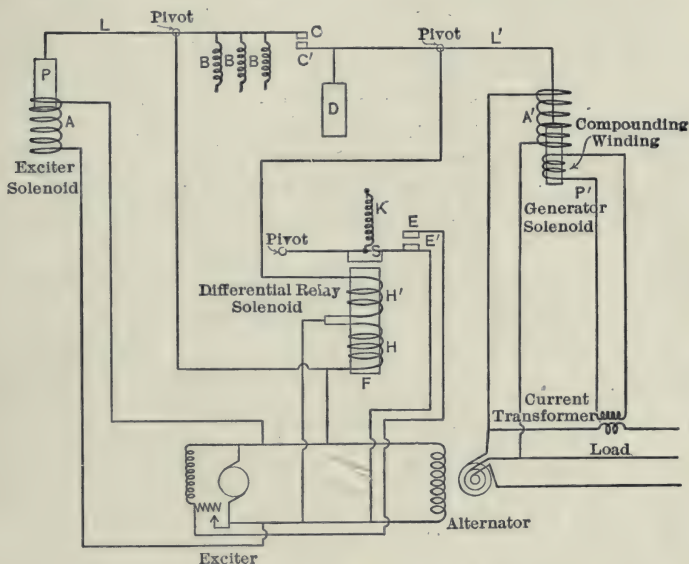 Pivot
L
C
B B B
C'
Pivot
L'
P
A
Exciter
Solenoid
D
A'
Compounding
Winding
P'
Generator
Solenoid
K
Pivot
S
E
E'
Differential Relay
Solenoid
H'
H
F
Current
Transformer
Load
Alternator
Exciter